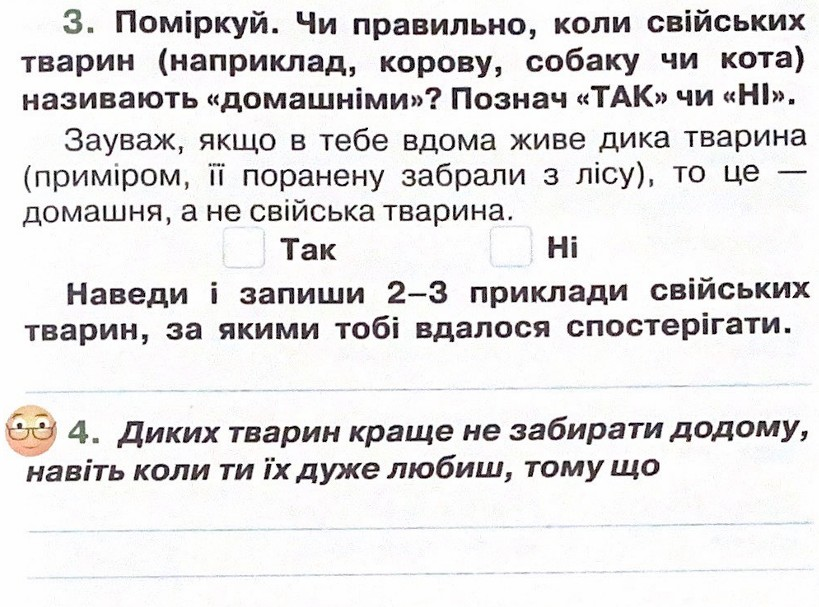 3. Поміркуй. Чи правильно, коли свійських
тварин (наприклад, корову, собаку чи кота)
називають «домашніми»? Познач «ТАК» чи «НІ».
Зауваж, якщо в тебе вдома живе дика тварина
(приміром, її поранену забрали з лісу), то це —
домашня, а не свійська тварина.
Так Ні
Наведи і запиши 2–3 приклади свійських
тварин, за якими тобі вдалося спостерігати.
4. Диких тварин краще не забирати додому,
навіть коли ти їх дуже любиш, тому що